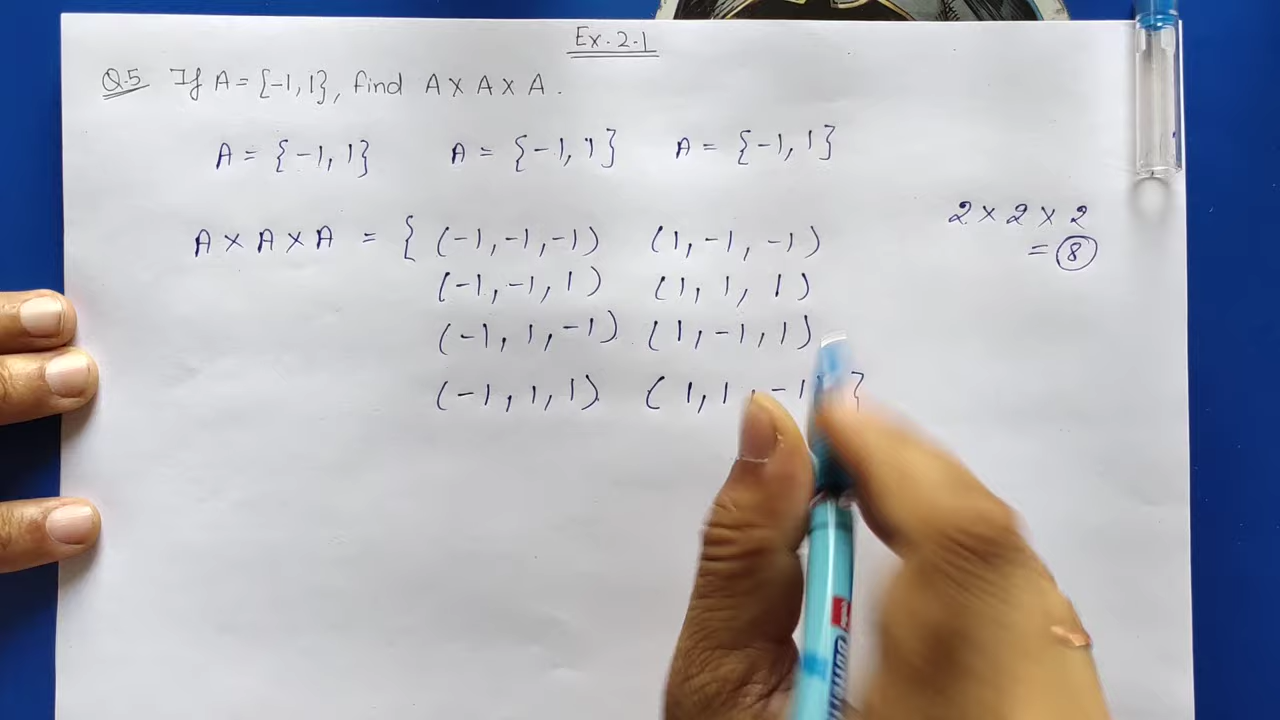 Ex. 2.1
Q.5 If A = {-1, 1}, find A X A X A.
A = {-1, 1} A = {-1, 1} A = {-1, 1}
2 × 2 × 2
= 8
A × A × A = { (-1, -1, -1) (1, -1, -1)
(-1, -1, 1) (1, 1, 1)
(-1, 1, -1) (1, -1, 1)
(-1, 1, 1) (1, 1, -1 }